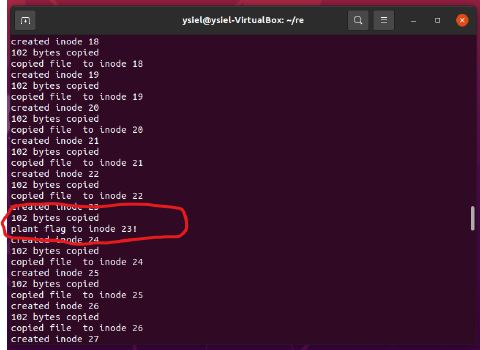 ysiel@ysiel-VirtualBox: ~/re
created inode 18
102 bytes copied
copied file  to inode 18
created inode 19
102 bytes copied
copied file  to inode 19
created inode 20
102 bytes copied
copied file  to inode 20
created inode 21
102 bytes copied
copied file  to inode 21
created inode 22
102 bytes copied
copied file  to inode 22
created inode 23
102 bytes copied
plant flag to inode 23!
created inode 24
102 bytes copied
copied file  to inode 24
created inode 25
102 bytes copied
copied file  to inode 25
created inode 26
102 bytes copied
copied file  to inode 26
created inode 27